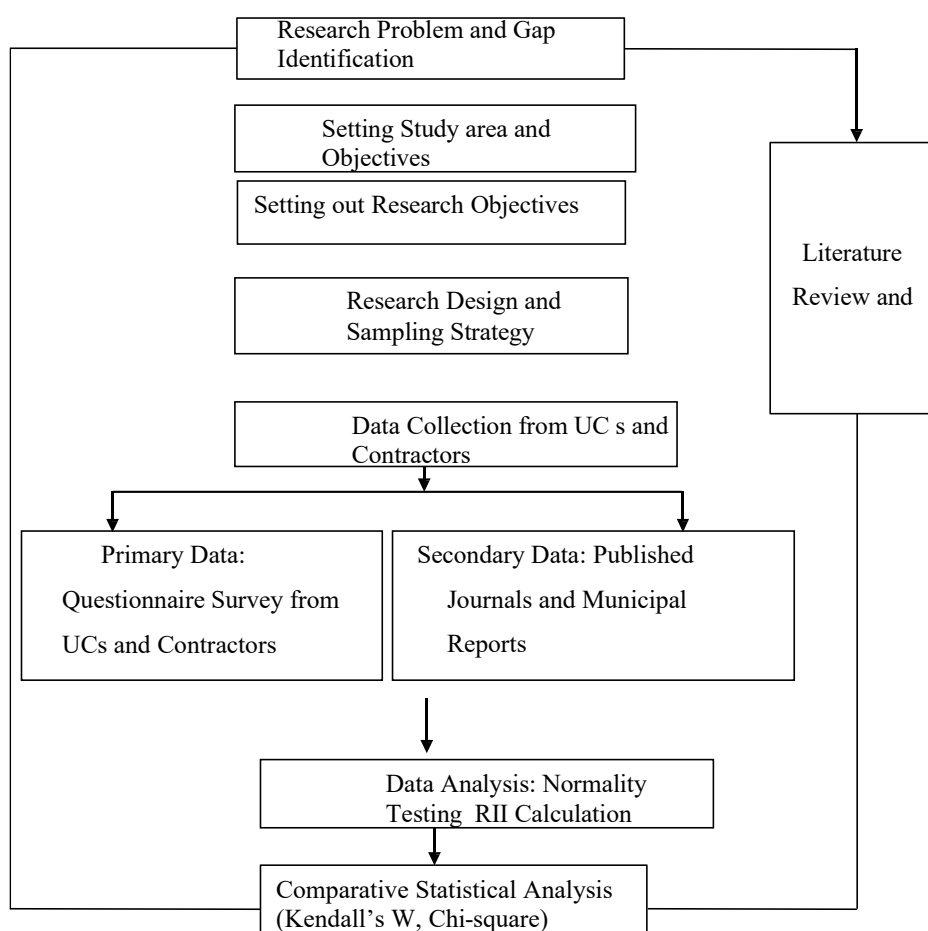 Research Problem and Gap
Identification
Setting Study area and
Objectives
Setting out Research Objectives
Literature
Review and
Research Design and
Sampling Strategy
Data Collection from UC s and
Contractors
Primary Data:
Questionnaire Survey from
UCs and Contractors
Secondary Data: Published
Journals and Municipal
Reports
Data Analysis: Normality
Testing RII Calculation
Comparative Statistical Analysis
(Kendall’s W, Chi-square)